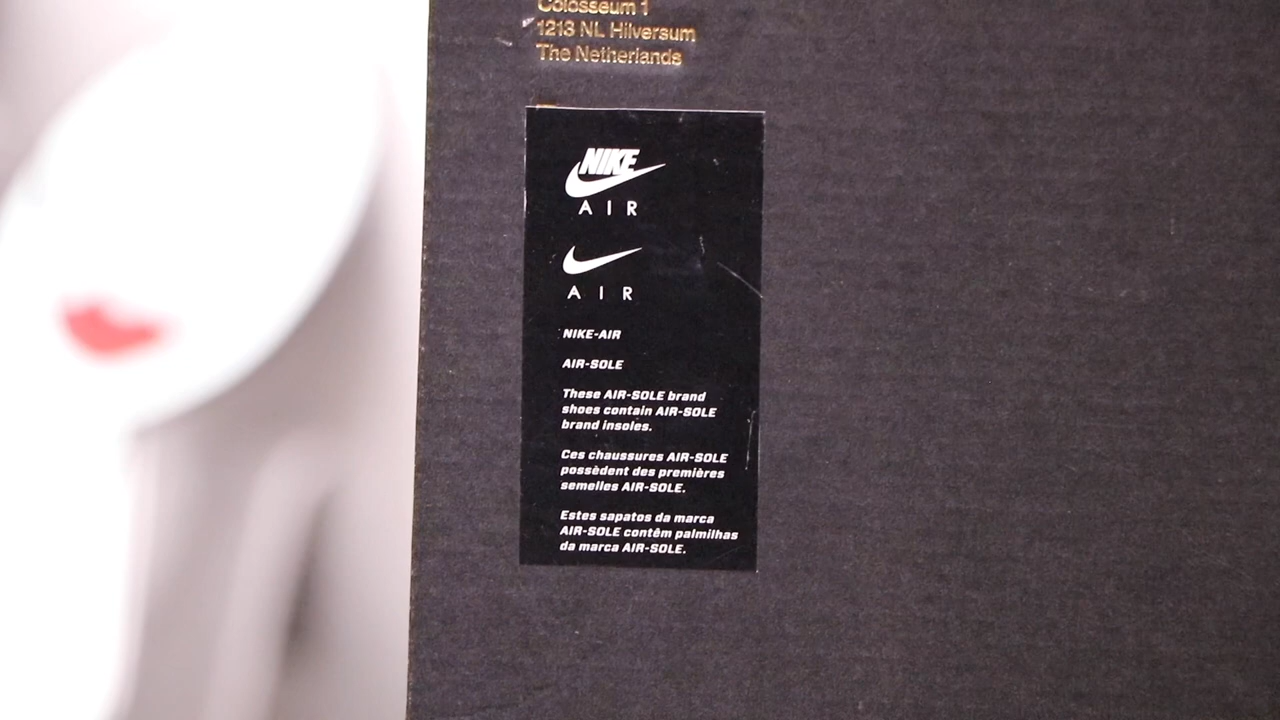 Colosseum 1
1213 NL Hilversum
The Netherlands
NIKE
AIR
AIR
NIKE-AIR
AIR-SOLE
These AIR-SOLE brand
shoes contain AIR-SOLE
brand insoles.
Ces chaussures AIR-SOLE
possèdent des premières
semelles AIR-SOLE.
Estes sapatos da marca
AIR-SOLE contêm palmilhas
da marca AIR-SOLE.